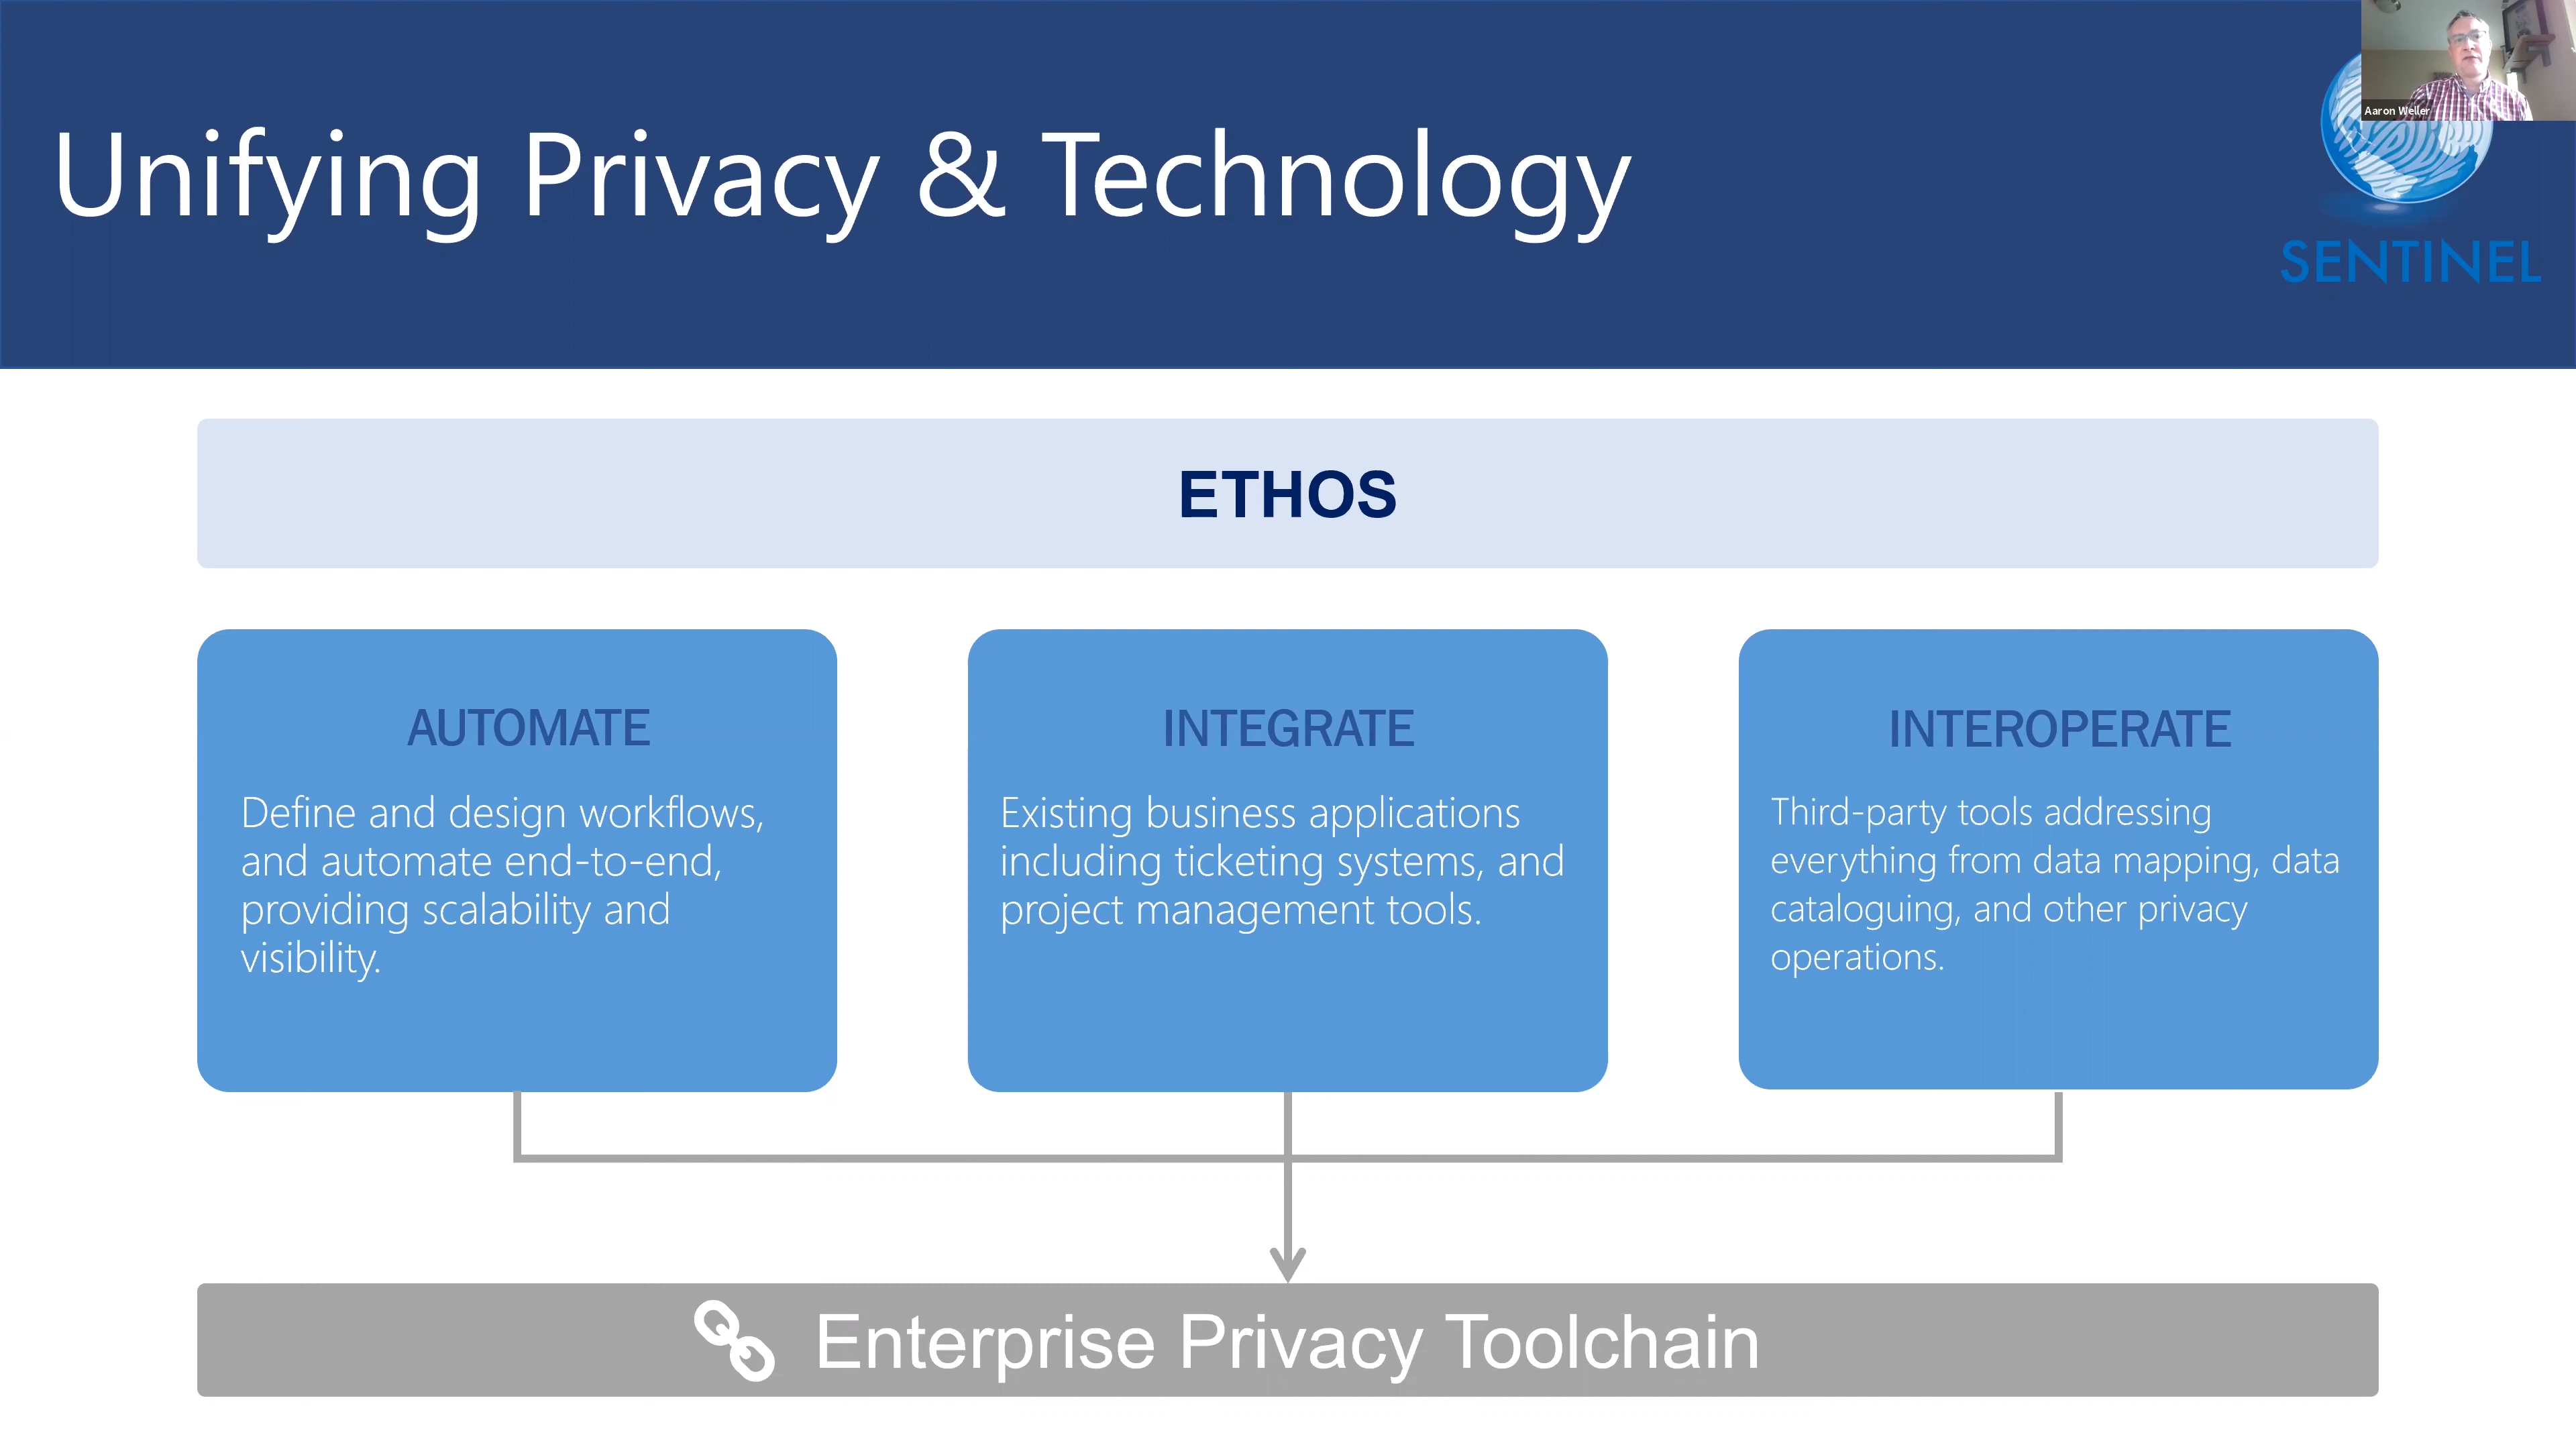 Unifying Privacy & Technology
Aaron Weller
SENTINEL
ETHOS
AUTOMATE
Define and design workflows,
and automate end-to-end,
providing scalability and
visibility.
INTEGRATE
Existing business applications
including ticketing systems, and
project management tools.
INTEROPERATE
Third-party tools addressing
everything from data mapping, data
cataloguing, and other privacy
operations.
Enterprise Privacy Toolchain